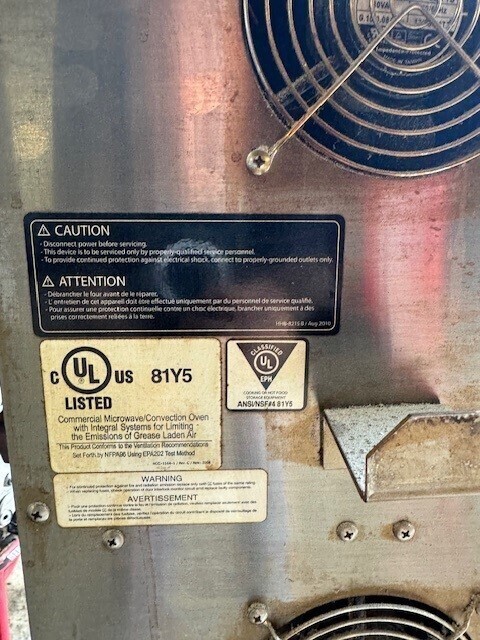 ⚠ CAUTION
- Disconnect power before servicing.
- This device is to be serviced only by properly-qualified service personnel.
- To provide continued protection against electrical shock, connect to properly-grounded outlets only.
⚠ ATTENTION
- Débrancher le four avant de le réparer.
- L' entretien de cet appareil doit être effectué uniquement par du personnel de service qualifié.
- Pour assurer une protection continuelle contre un choc électrique, brancher uniquement à des
prises correctement reliées à la terre.
HHB-8215 B / Aug 2010
C UL US 81Y5
LISTED
Commercial Microwave/Convection Oven
with Integral Systems for Limiting
the Emissions of Grease Laden Air
This Product Conforms to the Ventilation Recommendations
Set Forth by NFPA96 Using EPA202 Test Method
CLASSIFIED
UL
EPH
COOKING OR HOT FOOD
STORAGE EQUIPMENT
ANSI/NSF#4 81Y5
WARNING
AVERTISSEMENT